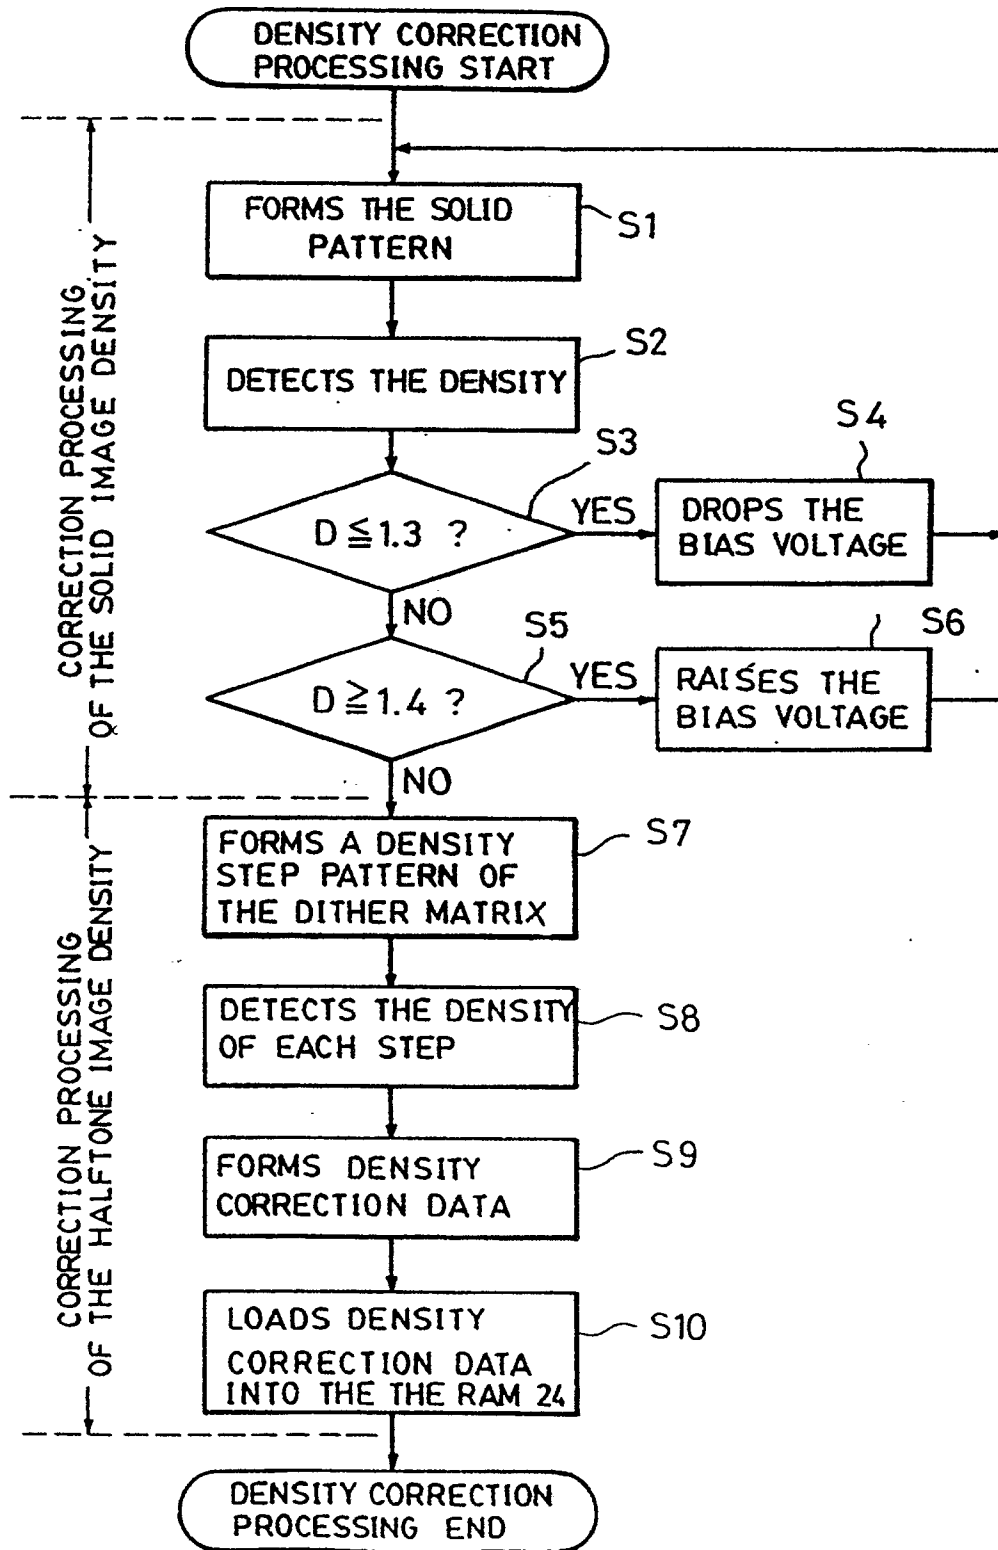 DENSITY CORRECTION
PROCESSING START
CORRECTION PROCESSING
OF THE SOLID IMAGE DENSITY
FORMS THE SOLID
PATTERN
S1
DETECTS THE DENSITY
S2
D ≦ 1.3 ?
S3
YES
NO
DROPS THE
BIAS VOLTAGE
S4
D ≧ 1.4 ?
S5
YES
NO
RAISES THE
BIAS VOLTAGE
S6
CORRECTION PROCESSING
OF THE HALFTONE IMAGE DENSITY
FORMS A DENSITY
STEP PATTERN OF
THE DITHER MATRIX
S7
DETECTS THE DENSITY
OF EACH STEP
S8
FORMS DENSITY
CORRECTION DATA
S9
LOADS DENSITY
CORRECTION DATA
INTO THE THE RAM 24
S10
DENSITY CORRECTION
PROCESSING END